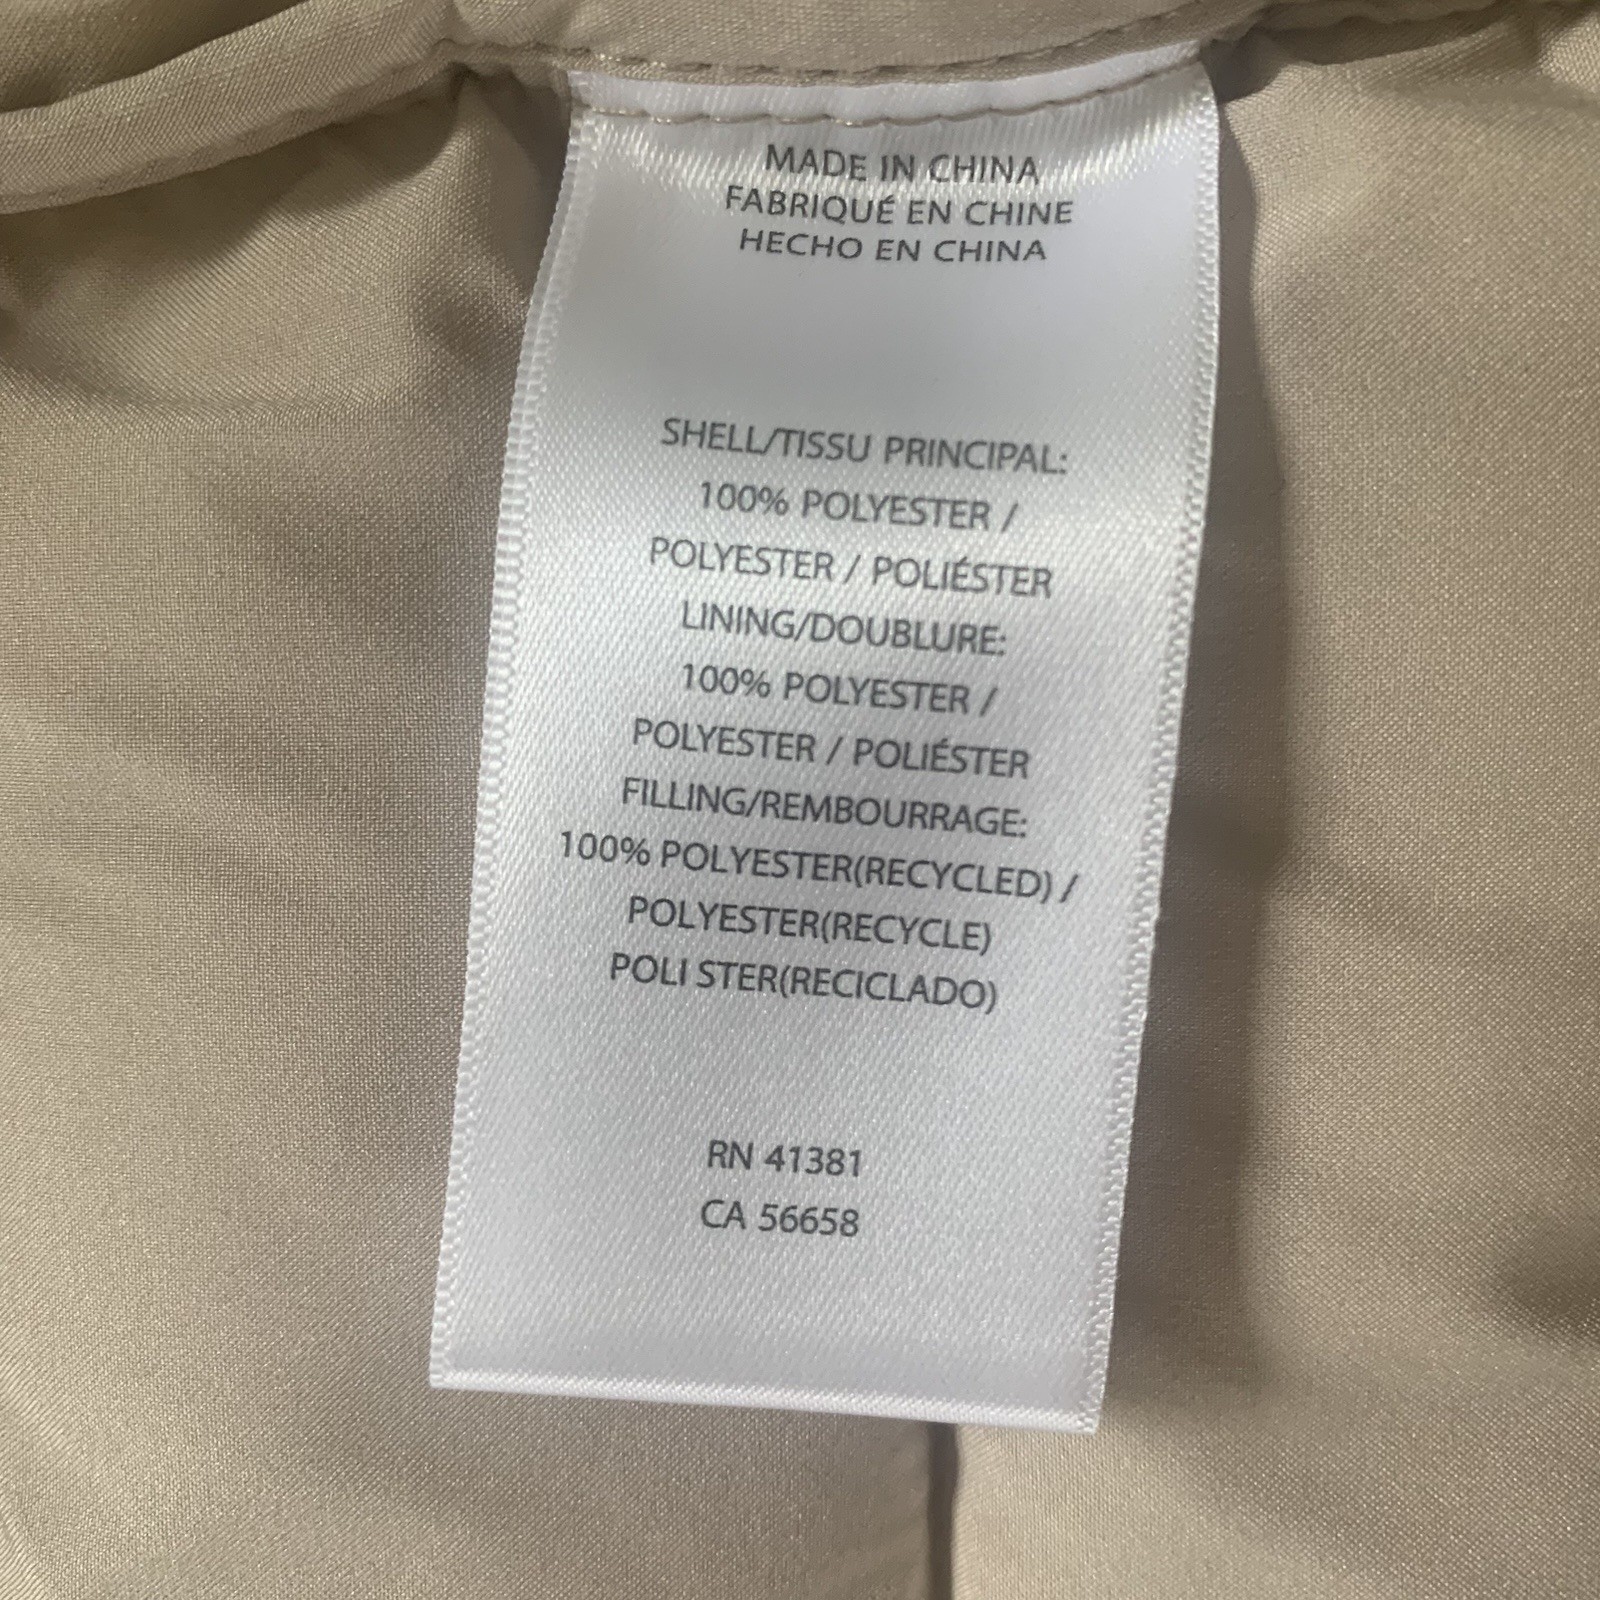 MADE IN CHINA
FABRIQUÉ EN CHINE
HECHO EN CHINA
SHELL/TISSU PRINCIPAL:
100% POLYESTER /
POLYESTER / POLIÉSTER
LINING/DOUBLURE:
100% POLYESTER /
POLYESTER / POLIÉSTER
FILLING/REMBOURRAGE:
100% POLYESTER(RECYCLED) /
POLYESTER(RECYCLE)
POLI STER(RECICLADO)
RN 41381
CA 56658